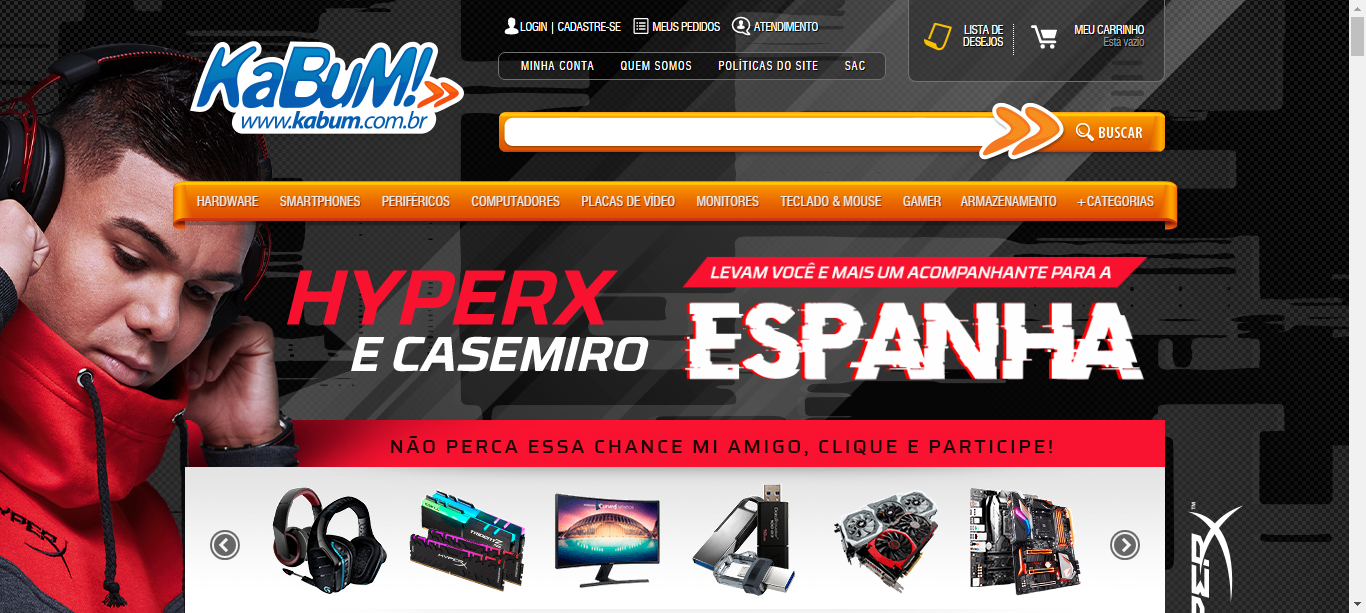 LOGIN | CADASTRE-SE MEUS PEDIDOS ATENDIMENTO
LISTA DE DESEJOS
MEU CARRINHO
Esta vazio
MINHA CONTA QUEM SOMOS POLÍTICAS DO SITE SAC
KaBuM!
www.kabum.com.br
BUSCAR
HARDWARE SMARTPHONES PERIFÉRICOS COMPUTADORES PLACAS DE VÍDEO MONITORES TECLADO & MOUSE GAMER ARMAZENAMENTO +CATEGORIAS
HYPERX
E CASEMIRO
LEVAM VOCÊ E MAIS UM ACOMPANHANTE PARA A
ESPANHA
NÃO PERCA ESSA CHANCE MI AMIGO, CLIQUE E PARTICIPE!
HYPERX